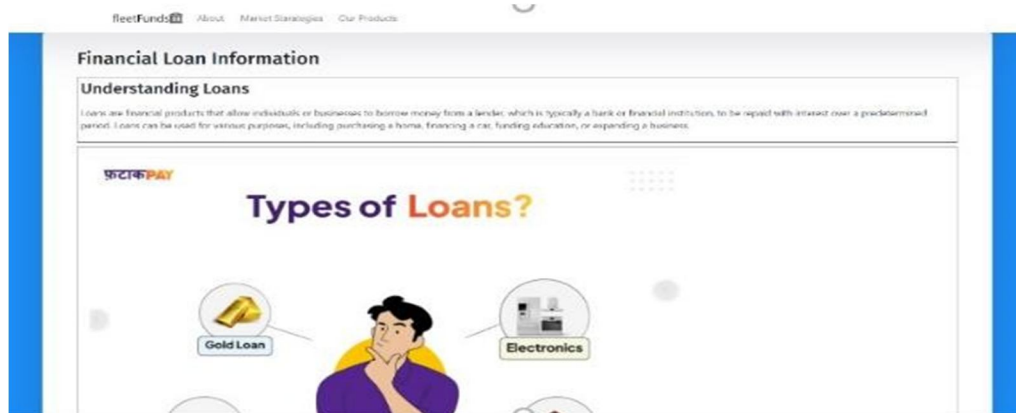 fleetFunds About Market Starategies Our Products
Financial Loan Information
Understanding Loans
Loans are financial products that allow individuals or businesses to borrow money from a lender, which is typically a bank or financial institution, to be repaid with interest over a predetermined
period. Loans can be used for various purposes, including purchasing a home, financing a car, funding education, or expanding a business.
फ़टाकPAY
Types of Loans?
Gold Loan
Electronics